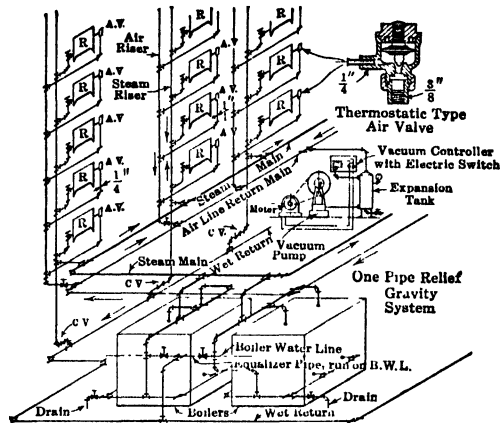 A.V.
R
Air
Riser
R
A.V.
R
A.V
R
Steam
Riser
R
A.V.
R
R
1"
R
1/4"
3"/8
Thermostatic Type
Air Valve
A.V.
R
R
1"/4
R
A.V.
R
A.
R
A.V.
R
Steam Main
Air Line Return Main
Vacuum Controller
with Electric Switch
Motor
Expansion
Tank
C V.
Vacuum
Pump
Steam Main
Wet Return
C V
One Pipe Relief
Gravity
System
C V
Boiler Water Line
Equalizer Pipe, run on B.W.L.
Drain
Boilers
Wet Return
Drain